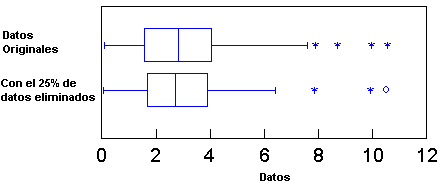 Datos
Originales
Con el 25% de
datos eliminados
0 2 4 6 8 10 12
Datos